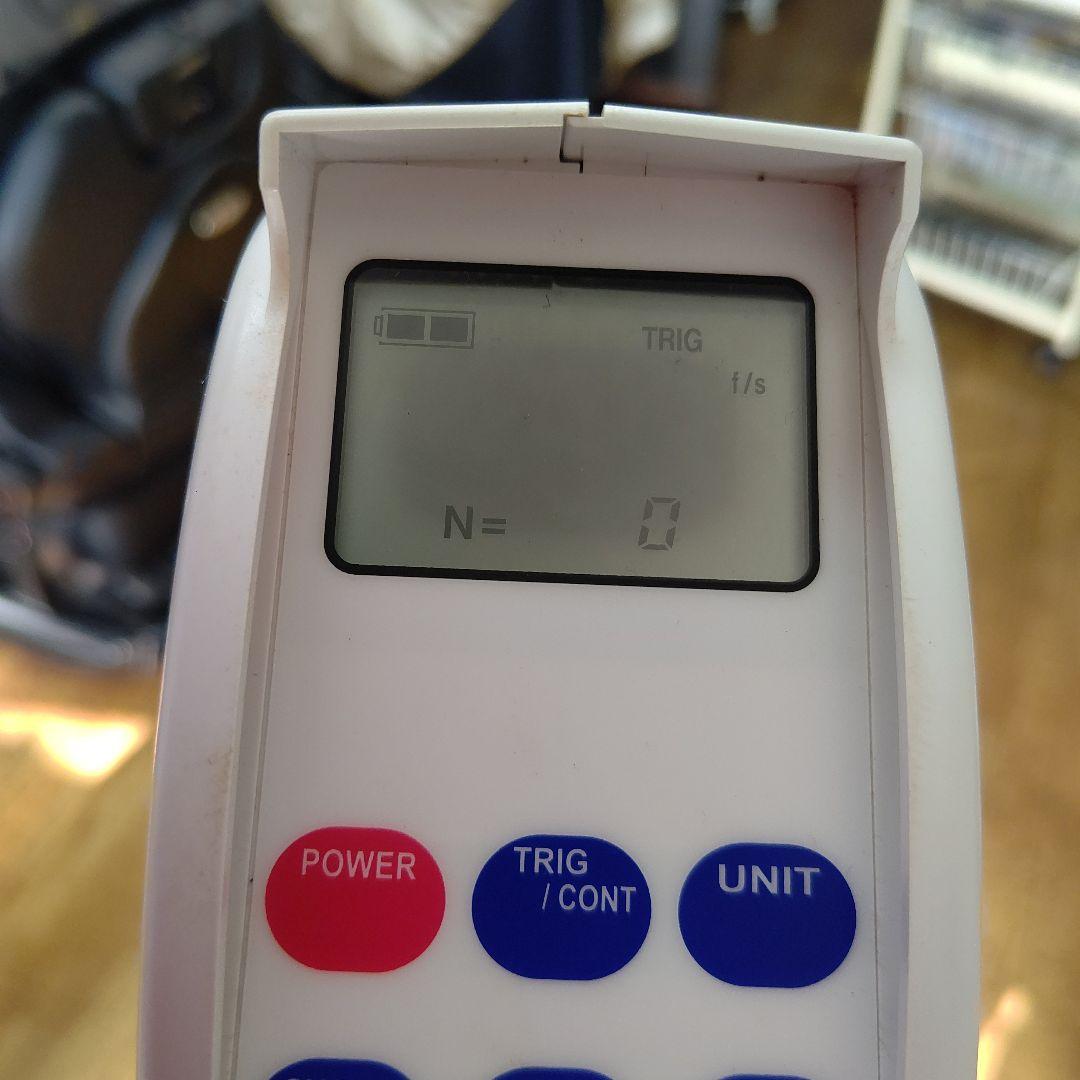 TRIG
f/s
N= 0
POWER
TRIG
/CONT
UNIT